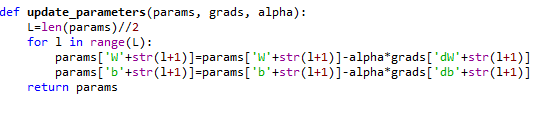 def update_parameters(params, grads, alpha):
    L=len(params)//2
    for l in range(L):
        params['W'+str(l+1)]=params['W'+str(l+1)]-alpha*grads['dW'+str(l+1)]
        params['b'+str(l+1)]=params['b'+str(l+1)]-alpha*grads['db'+str(l+1)]
    return params